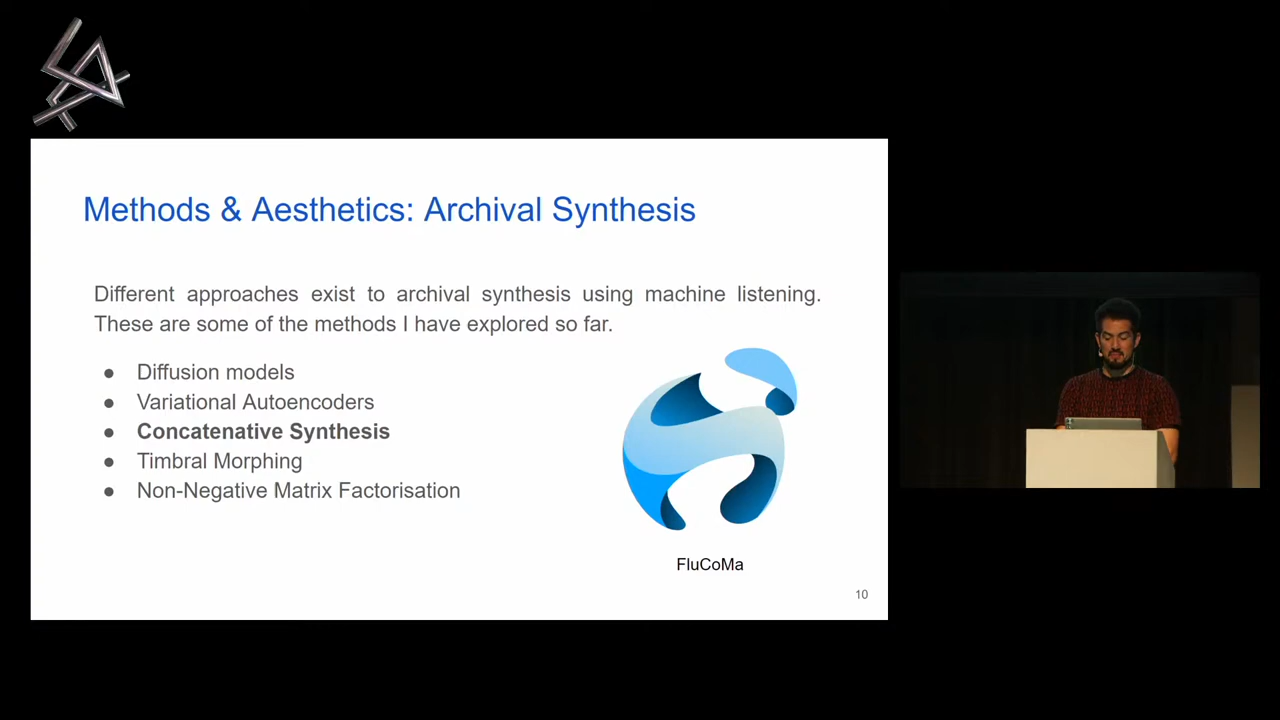 Methods & Aesthetics: Archival Synthesis
Different approaches exist to archival synthesis using machine listening.
These are some of the methods I have explored so far.
● Diffusion models
● Variational Autoencoders
● Concatenative Synthesis
● Timbral Morphing
● Non-Negative Matrix Factorisation
FluCoMa
10